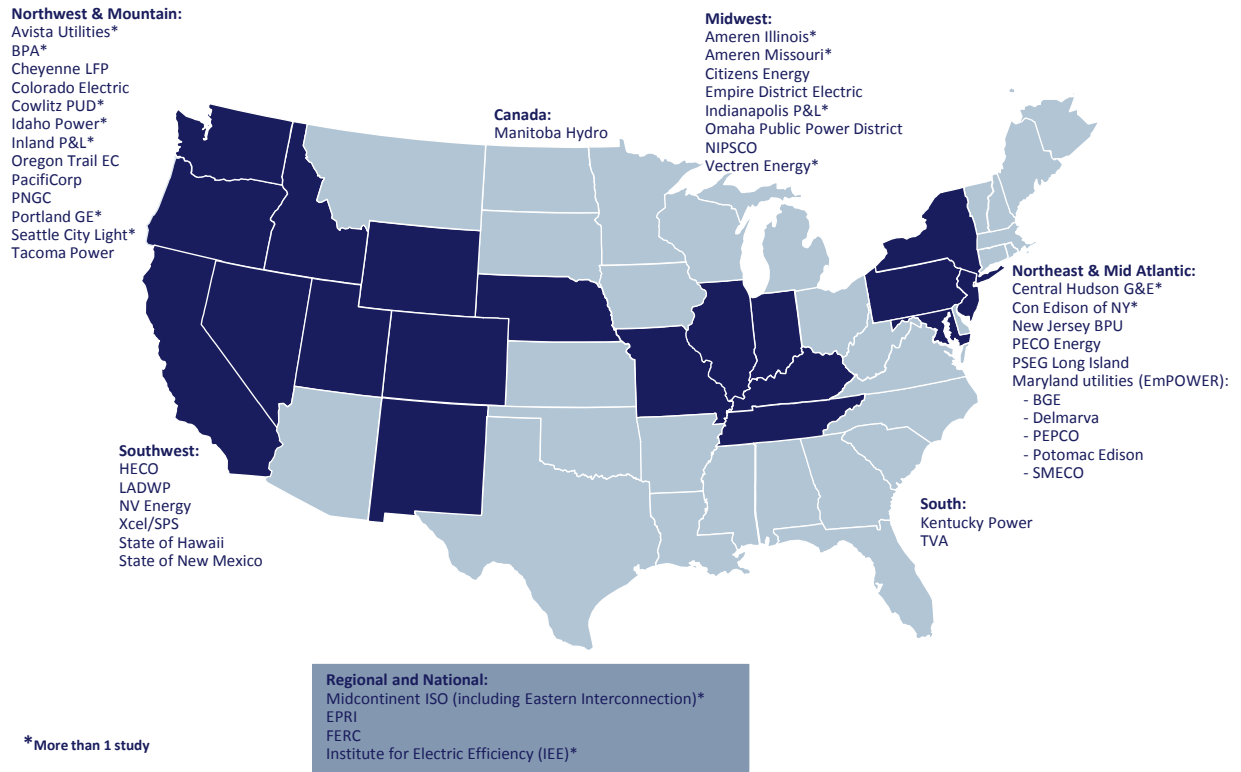 Northwest & Mountain:
Avista Utilities*
BPA*
Cheyenne LFP
Colorado Electric
Cowlitz PUD*
Idaho Power*
Inland P&L*
Oregon Trail EC
PacifiCorp
PNGC
Portland GE*
Seattle City Light*
Tacoma Power
Canada:
Manitoba Hydro
Midwest:
Ameren Illinois*
Ameren Missouri*
Citizens Energy
Empire District Electric
Indianapolis P&L*
Omaha Public Power District
NIPSCO
Vectren Energy*
Northeast & Mid Atlantic:
Central Hudson G&E*
Con Edison of NY*
New Jersey BPU
PECO Energy
PSEG Long Island
Maryland utilities (EmPOWER):
- BGE
- Delmarva
- PEPCO
- Potomac Edison
- SMECO
Southwest:
HECO
LADWP
NV Energy
Xcel/SPS
State of Hawaii
State of New Mexico
South:
Kentucky Power
TVA
Regional and National:
Midcontinent ISO (including Eastern Interconnection)*
EPRI
FERC
Institute for Electric Efficiency (IEE)*
*More than 1 study